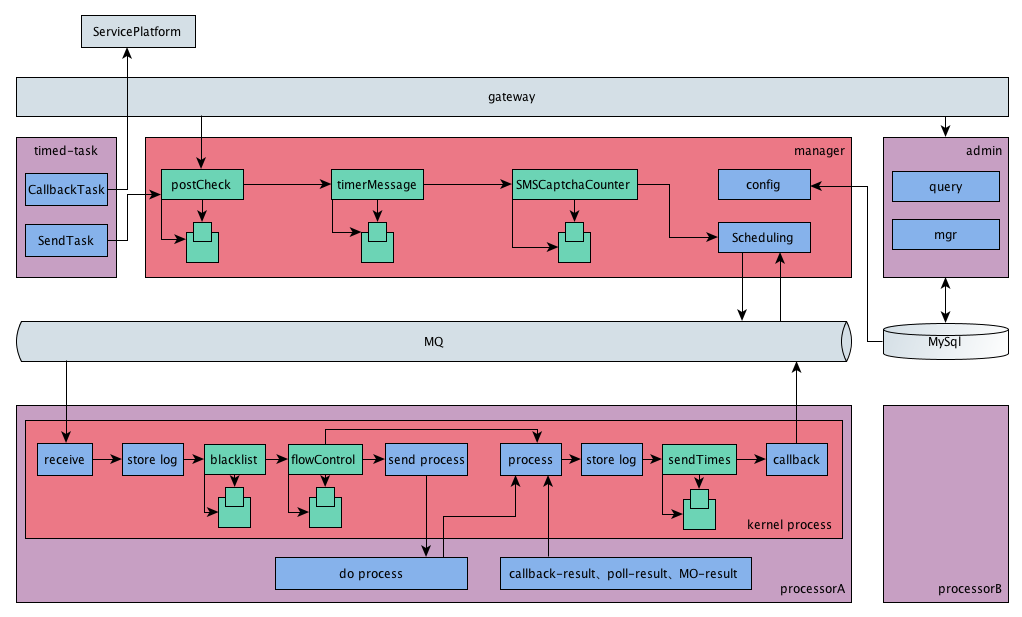 ServicePlatform
gateway
timed-task
CallbackTask
SendTask
manager
postCheck
timerMessage
SMSCaptchaCounter
config
Scheduling
admin
query
mgr
MQ
MySql
receive
store log
blacklist
flowControl
send process
process
store log
sendTimes
callback
kernel process
do process
callback-result、poll-result、MO-result
processorA
processorB